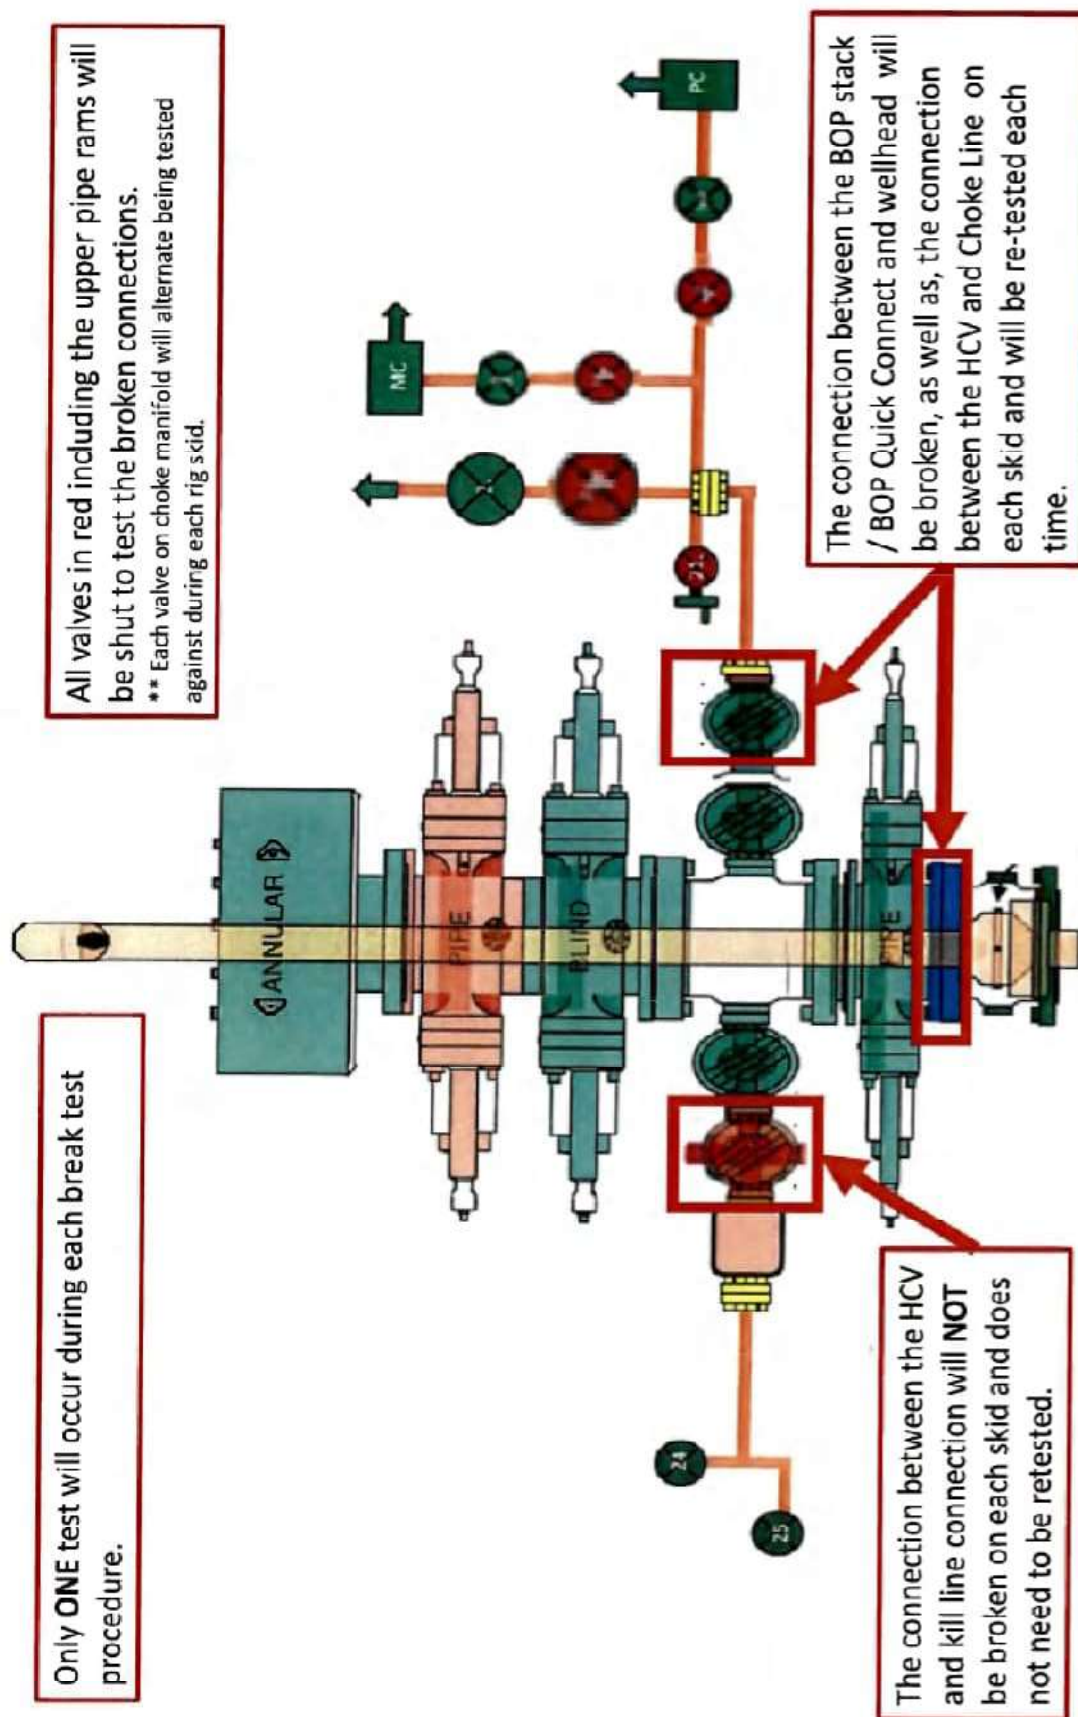 Only ONE test will occur during each break test
procedure.
All valves in red including the upper pipe rams will
be shut to test the broken connections.
** Each valve on choke manifold will alternate being tested
against during each rig skid.
ANNULAR
PIPE
BLIND
PIPE
MC
PC
24
25
The connection between the HCV
and kill line connection will NOT
be broken on each skid and does
not need to be retested.
The connection between the BOP stack
/ BOP Quick Connect and wellhead will
be broken, as well as, the connection
between the HCV and Choke Line on
each skid and will be re-tested each
time.